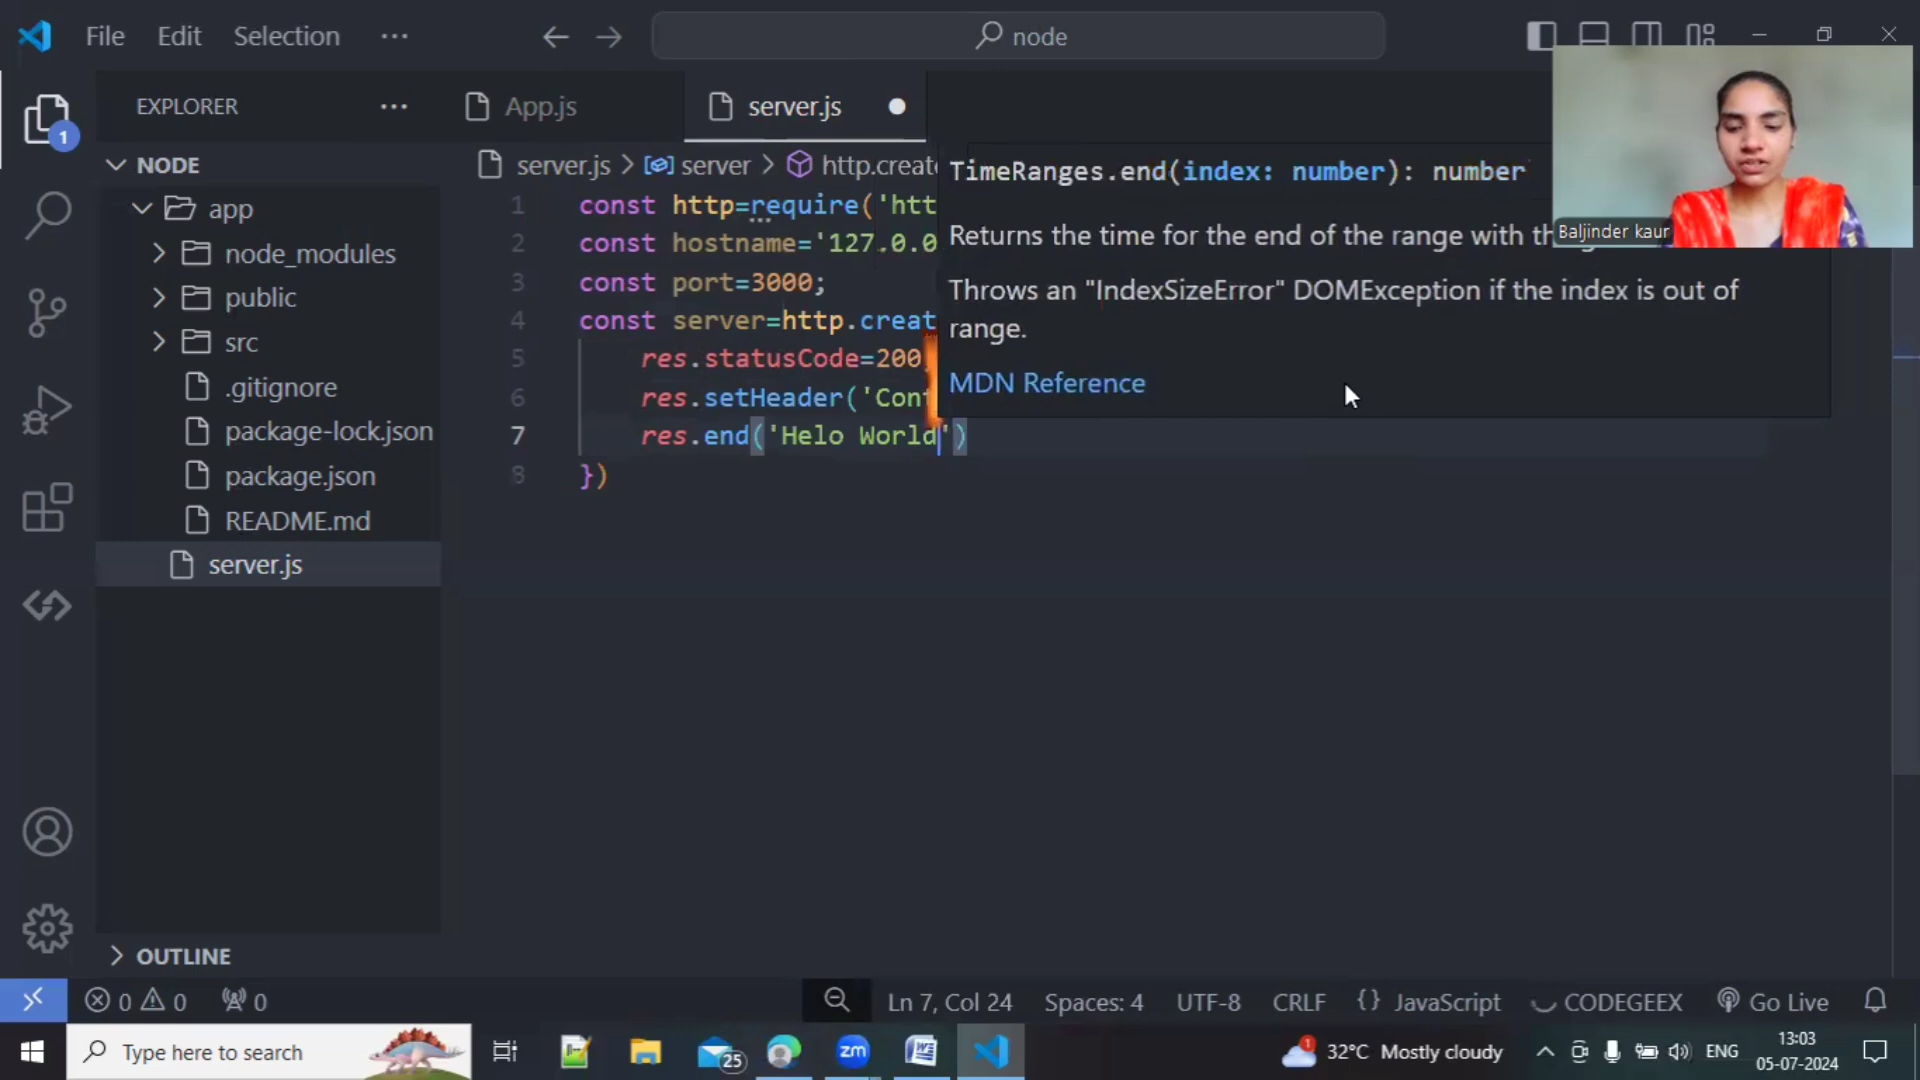 File Edit Selection ··· node
EXPLORER ··· App.js server.js
NODE server.js > server > http.create
app
node_modules
public
src
.gitignore
package-lock.json
package.json
README.md
server.js
OUTLINE
1
TimeRanges.end(index: number): number
Returns the time for the end of the range with
Throws an "IndexSizeError" DOMException if the index is out of
range.
MDN Reference
Baljinder kaur
1 const http=require('htt
2 const hostname='127.0.0
3 const port=3000;
4 const server=http.creat
5 res.statusCode=200
6 res.setHeader('Con
7 res.end('Helo World')
8 })
0 0 0 Ln 7, Col 24 Spaces: 4 UTF-8 CRLF {} JavaScript CODEGEEX Go Live
Type here to search 25 zm 1 32°C Mostly cloudy ENG 13:03
05-07-2024